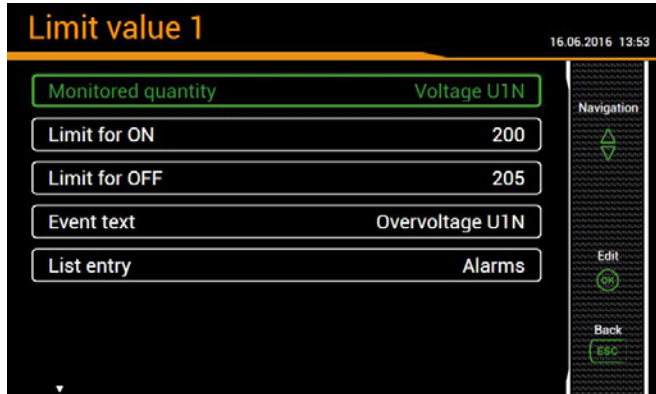 Limit value 1
16.06.2016 13:53
Monitored quantity Voltage U1N
Limit for ON 200
Limit for OFF 205
Event text Overvoltage U1N
List entry Alarms
Navigation
Edit
OK
Back
ESC